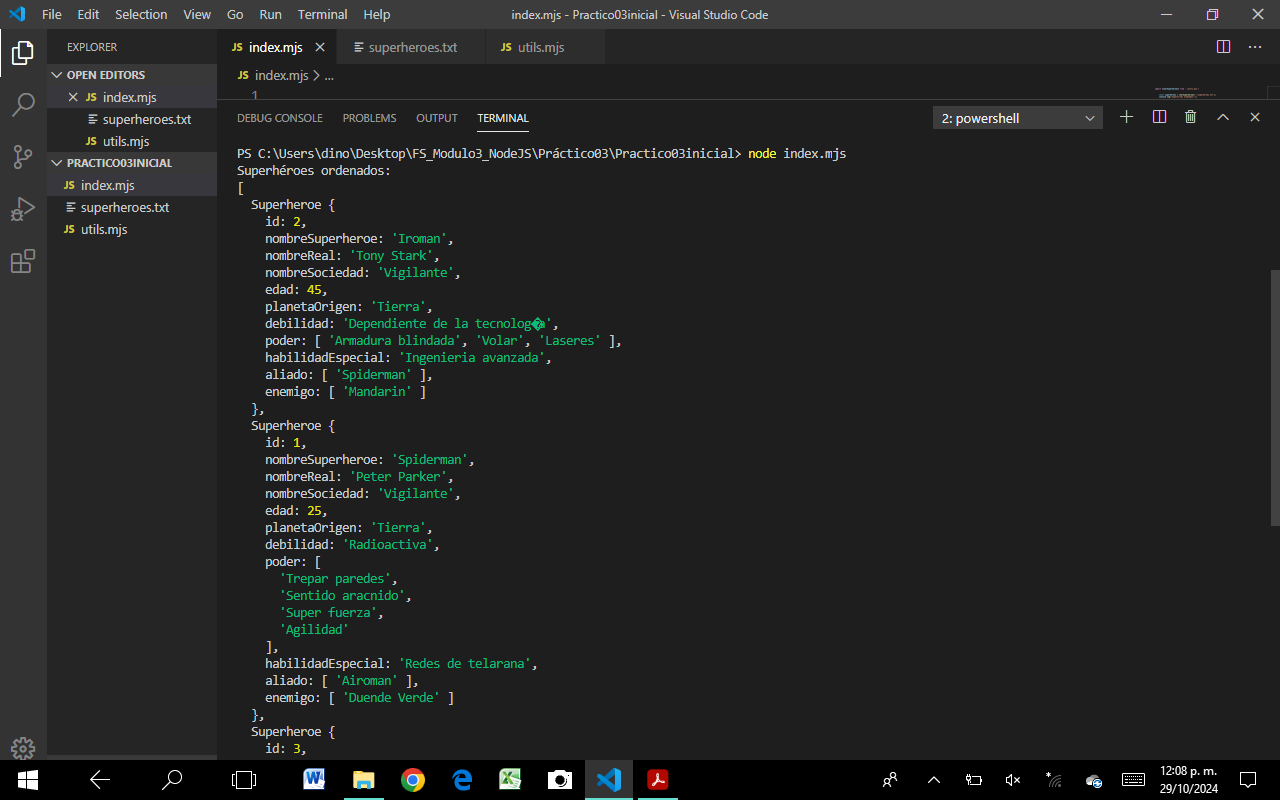 File Edit Selection View Go Run Terminal Help
index.mjs - Practico03inicial - Visual Studio Code
EXPLORER
OPEN EDITORS
JS index.mjs
superheroes.txt
JS utils.mjs
PRACTICO03INICIAL
JS index.mjs
superheroes.txt
JS utils.mjs
JS index.mjs
superheroes.txt
JS utils.mjs
JS index.mjs > ...
1
DEBUG CONSOLE PROBLEMS OUTPUT TERMINAL
2: powershell
PS C:\Users\dino\Desktop\FS_Modulo3_NodeJS\Práctico03\Practico03inicial> node index.mjs
Superhéroes ordenados:
[
Superheroe {
id: 2,
nombreSuperheroe: 'Iroman',
nombreReal: 'Tony Stark',
nombreSociedad: 'Vigilante',
edad: 45,
planetaOrigen: 'Tierra',
debilidad: 'Dependiente de la tecnolog�a',
poder: [ 'Armadura blindada', 'Volar', 'Laseres' ],
habilidadEspecial: 'Ingenieria avanzada',
aliado: [ 'Spiderman' ],
enemigo: [ 'Mandarin' ]
},
Superheroe {
id: 1,
nombreSuperheroe: 'Spiderman',
nombreReal: 'Peter Parker',
nombreSociedad: 'Vigilante',
edad: 25,
planetaOrigen: 'Tierra',
debilidad: 'Radioactiva',
poder: [
'Trepar paredes',
'Sentido aracnido',
'Super fuerza',
'Agilidad'
],
habilidadEspecial: 'Redes de telarana',
aliado: [ 'Airoman' ],
enemigo: [ 'Duende Verde' ]
},
Superheroe {
id: 3,
12:08 p. m.
29/10/2024